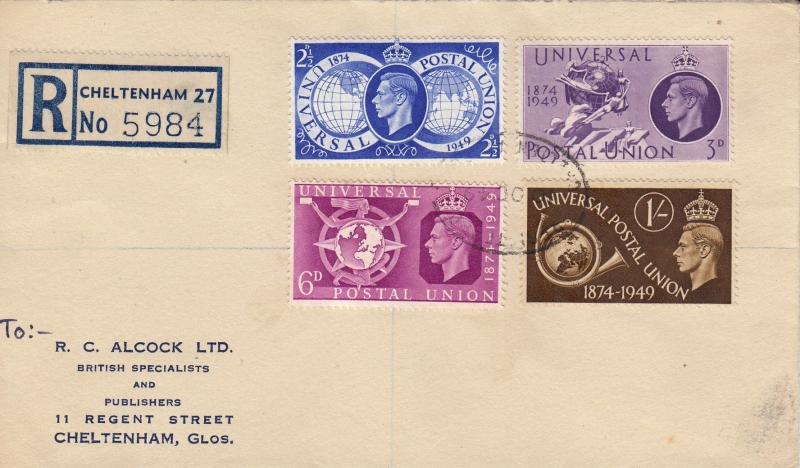 R CHELTENHAM 27
No 5984
2½D 1874 POSTAL UNION
UNIVERSAL 1949 2½D
UNIVERSAL
1874
1949
POSTAL UNION 3D
UNIVERSAL
1874-1949
6D
POSTAL UNION
1/-
UNIVERSAL POSTAL UNION
1874-1949
To:-
R. C. ALCOCK LTD.
BRITISH SPECIALISTS
AND
PUBLISHERS
11 REGENT STREET
CHELTENHAM, GLOS.